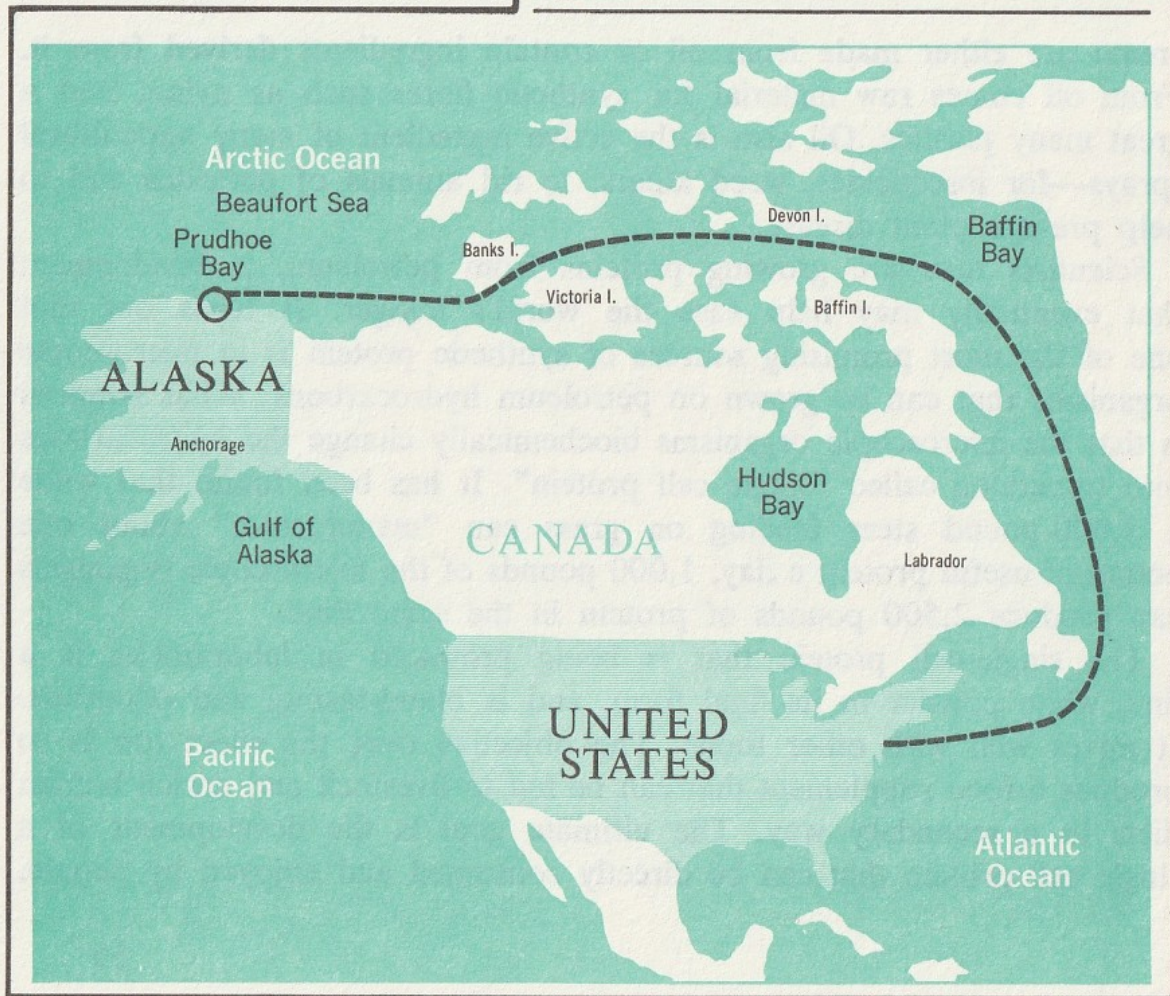 Arctic Ocean
Beaufort Sea
Prudhoe
Bay
Banks I.
Victoria I.
Devon I.
Baffin I.
Baffin
Bay
ALASKA
Anchorage
Gulf of
Alaska
CANADA
Hudson
Bay
Labrador
UNITED
STATES
Pacific
Ocean
Atlantic
Ocean